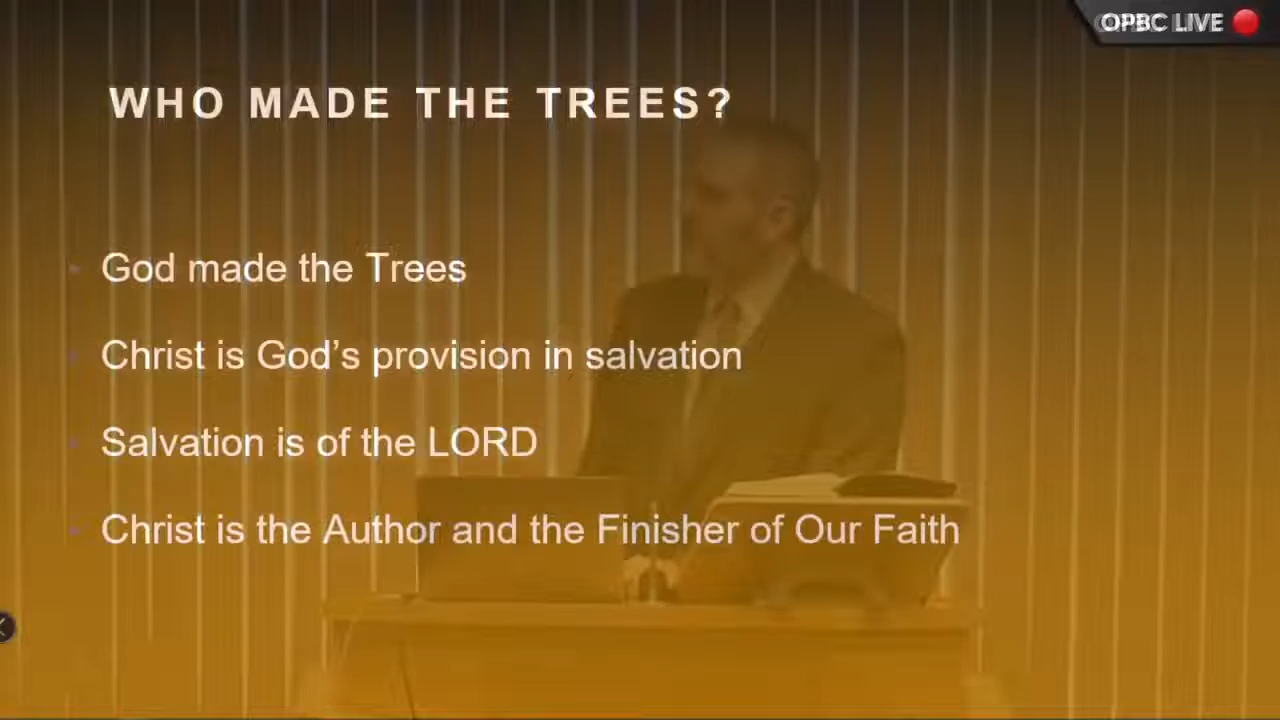 OPBC LIVE
WHO MADE THE TREES?
God made the Trees
Christ is God's provision in salvation
Salvation is of the LORD
Christ is the Author and the Finisher of Our Faith